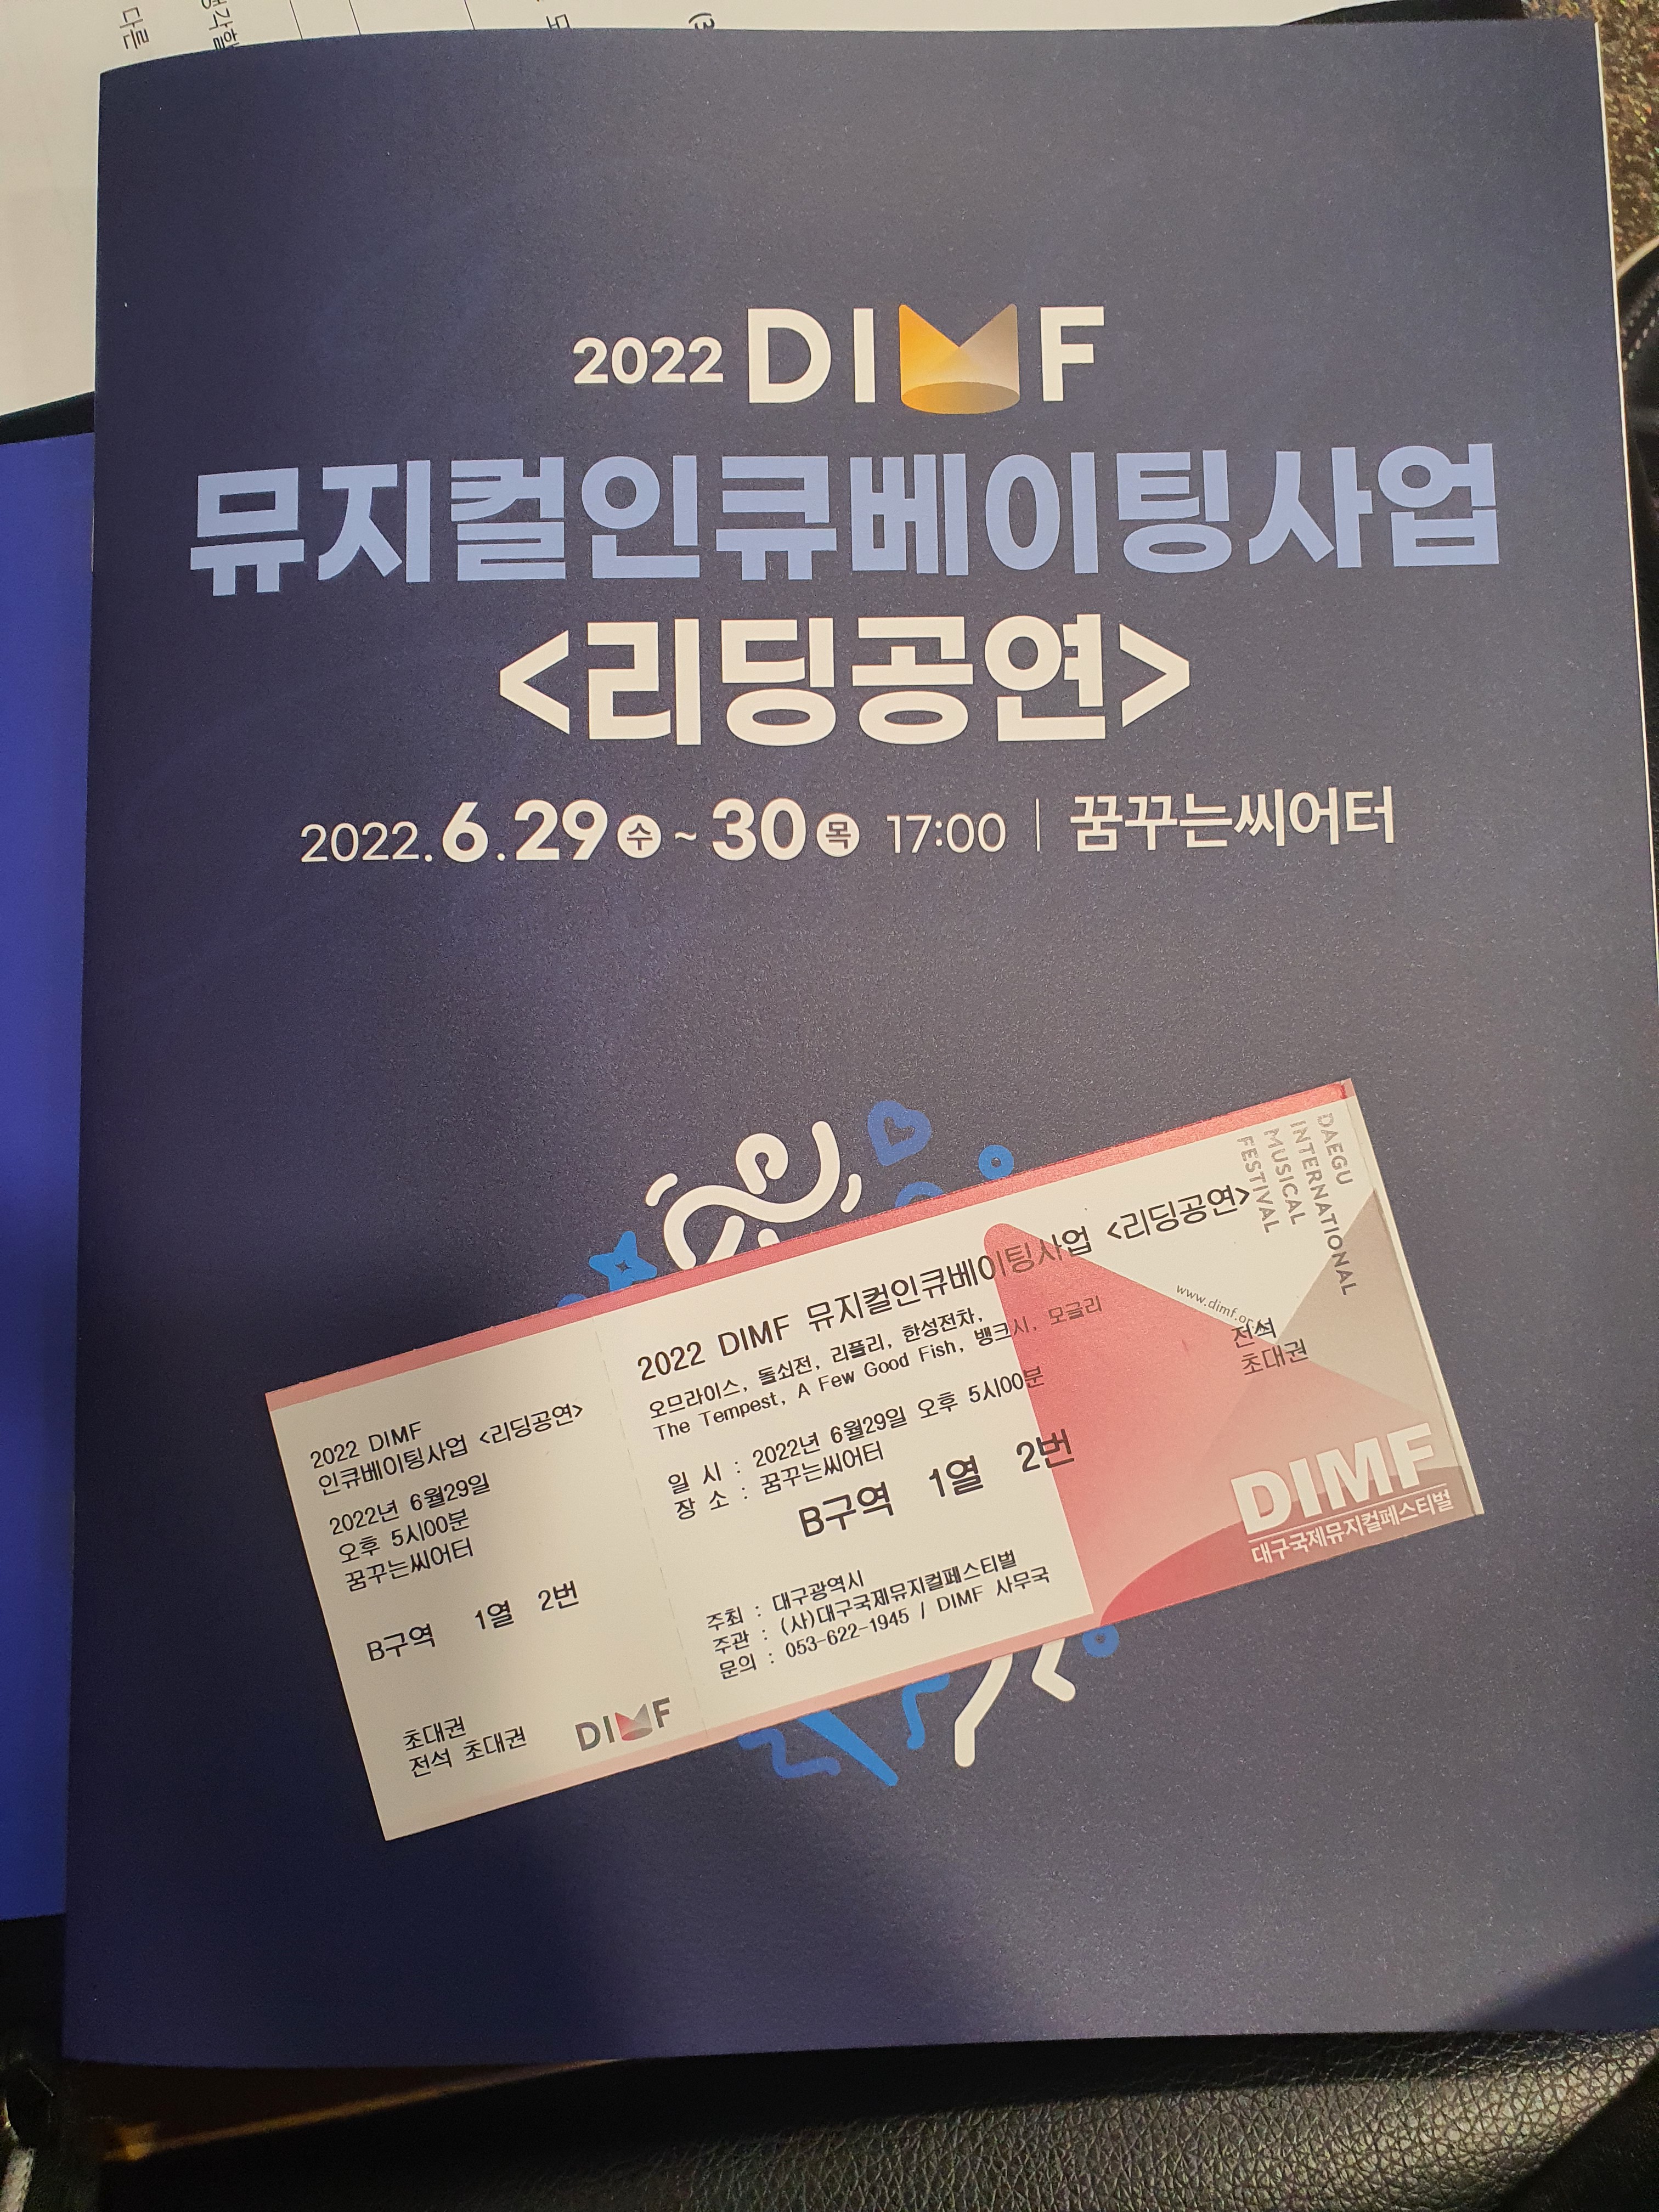 다른
2022 DIMF
뮤지컬인큐베이팅사업
<리딩공연>
2022. 6. 29 수 ~ 30 목 17:00 | 꿈꾸는씨어터
2022 DIMF
인큐베이팅사업 <리딩공연>
2022년 6월29일
오후 5시00분
꿈꾸는씨어터
B구역 1열 2번
초대권
전석 초대권
DIMF
2022 DIMF 뮤지컬인큐베이팅사업 <리딩공연>
오므라이스, 돌쇠전, 리플리, 한성전차,
The Tempest, A Few Good Fish, 뱅크시, 모글리
일 시 : 2022년 6월29일 오후 5시00분
장 소 : 꿈꾸는씨어터
B구역 1열 2번
주최 : 대구광역시
주관 : (사)대구국제뮤지컬페스티벌
문의 : 053-622-1945 / DIMF 사무국
DAEGU
INTERNATIONAL
MUSICAL
FESTIVAL
전석
초대권
DIMF
대구국제뮤지컬페스티벌